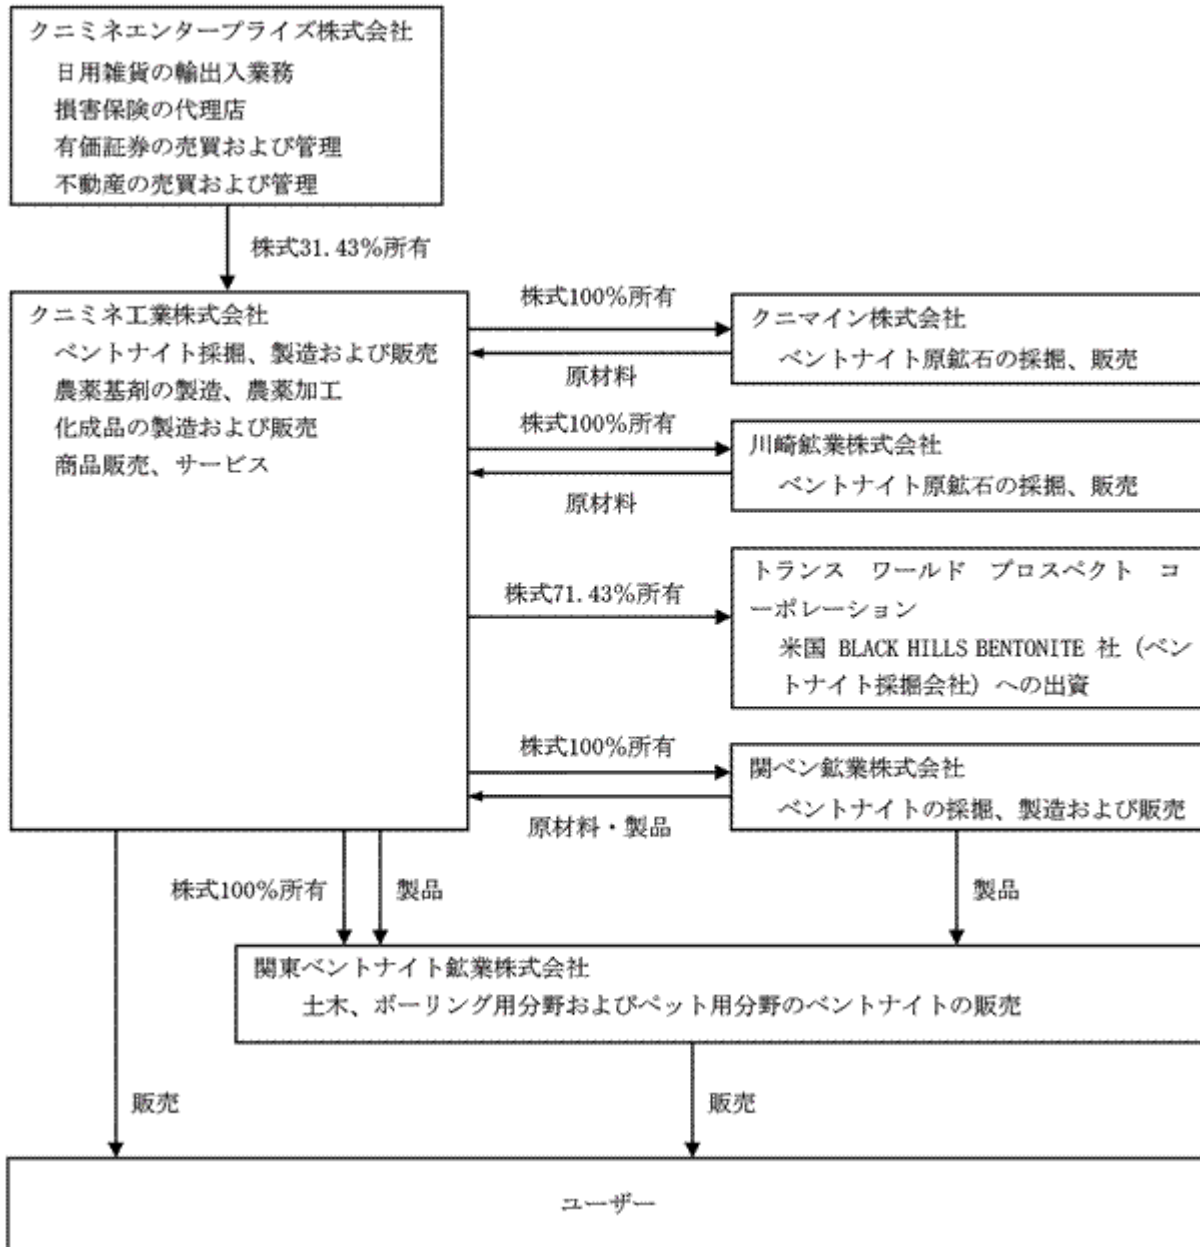 クニミネエンタープライズ株式会社
日用雑貨の輸出入業務
損害保険の代理店
有価証券の売買および管理
不動産の売買および管理
株式31.43%所有
クニミネ工業株式会社
ベントナイト採掘、製造および販売
農薬基剤の製造、農薬加工
化成品の製造および販売
商品販売、サービス
株式100%所有
原材料
クニマイン株式会社
ベントナイト原鉱石の採掘、販売
株式100%所有
原材料
川崎鉱業株式会社
ベントナイト原鉱石の採掘、販売
株式71.43%所有
トランス　ワールド　プロスペクト　コ
ーポレーション
米国 BLACK HILLS BENTONITE 社（ベン
トナイト採掘会社）への出資
株式100%所有
原材料・製品
関ベン鉱業株式会社
ベントナイトの採掘、製造および販売
株式100%所有
製品
製品
関東ベントナイト鉱業株式会社
土木、ボーリング用分野およびペット用分野のベントナイトの販売
販売
販売
ユーザー